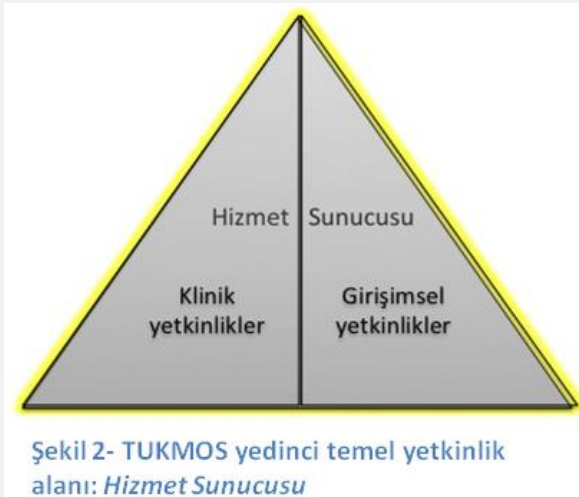 Hizmet Sunucusu
Klinik yetkinlikler
Girişimsel yetkinlikler
Şekil 2- TUKMOS yedinci temel yetkinlik
alanı: Hizmet Sunucusu